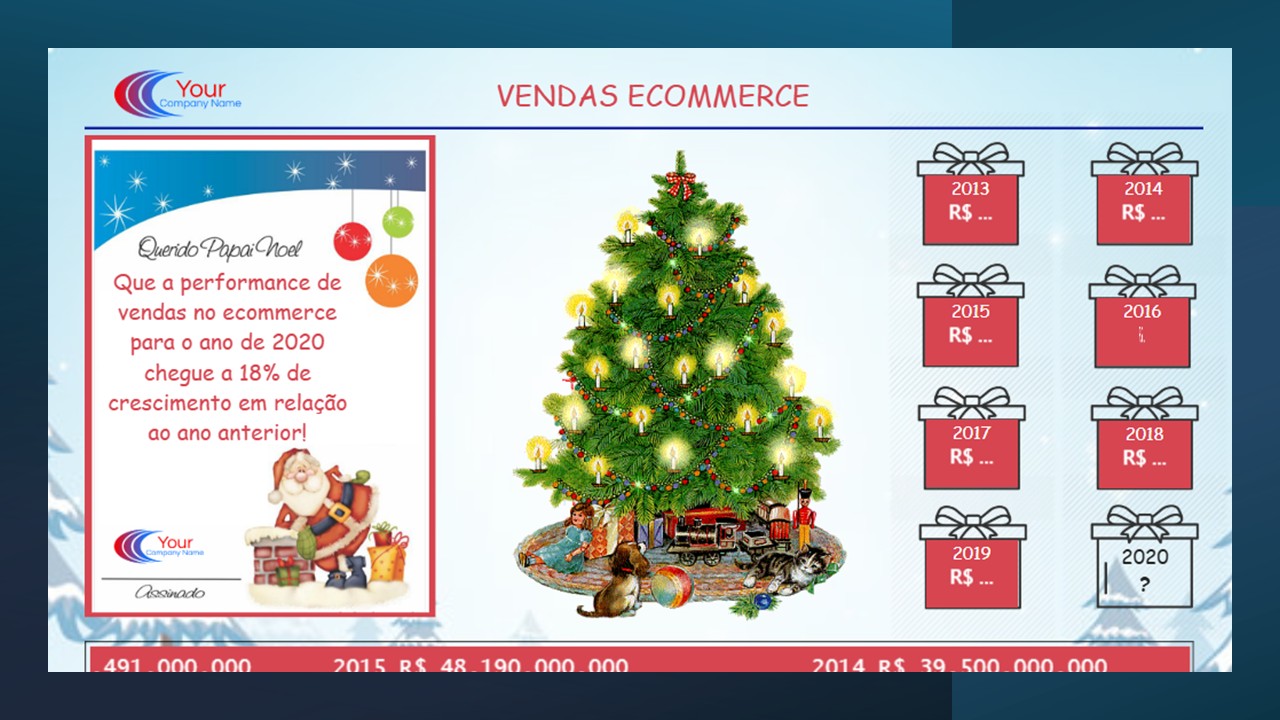 Your
Company Name
VENDAS ECOMMERCE
Querido Papai Noel
Que a performance de
vendas no ecommerce
para o ano de 2020
chegue a 18% de
crescimento em relação
ao ano anterior!
Your
Company Name
Assinado
2013
R$ ...
2014
R$ ...
2015
R$ ...
2016
2017
R$ ...
2018
R$ ...
2019
R$ ...
2020
?
.491.000.000 2015 R$ 48.190.000.000 2014 R$ 39.500.000.000